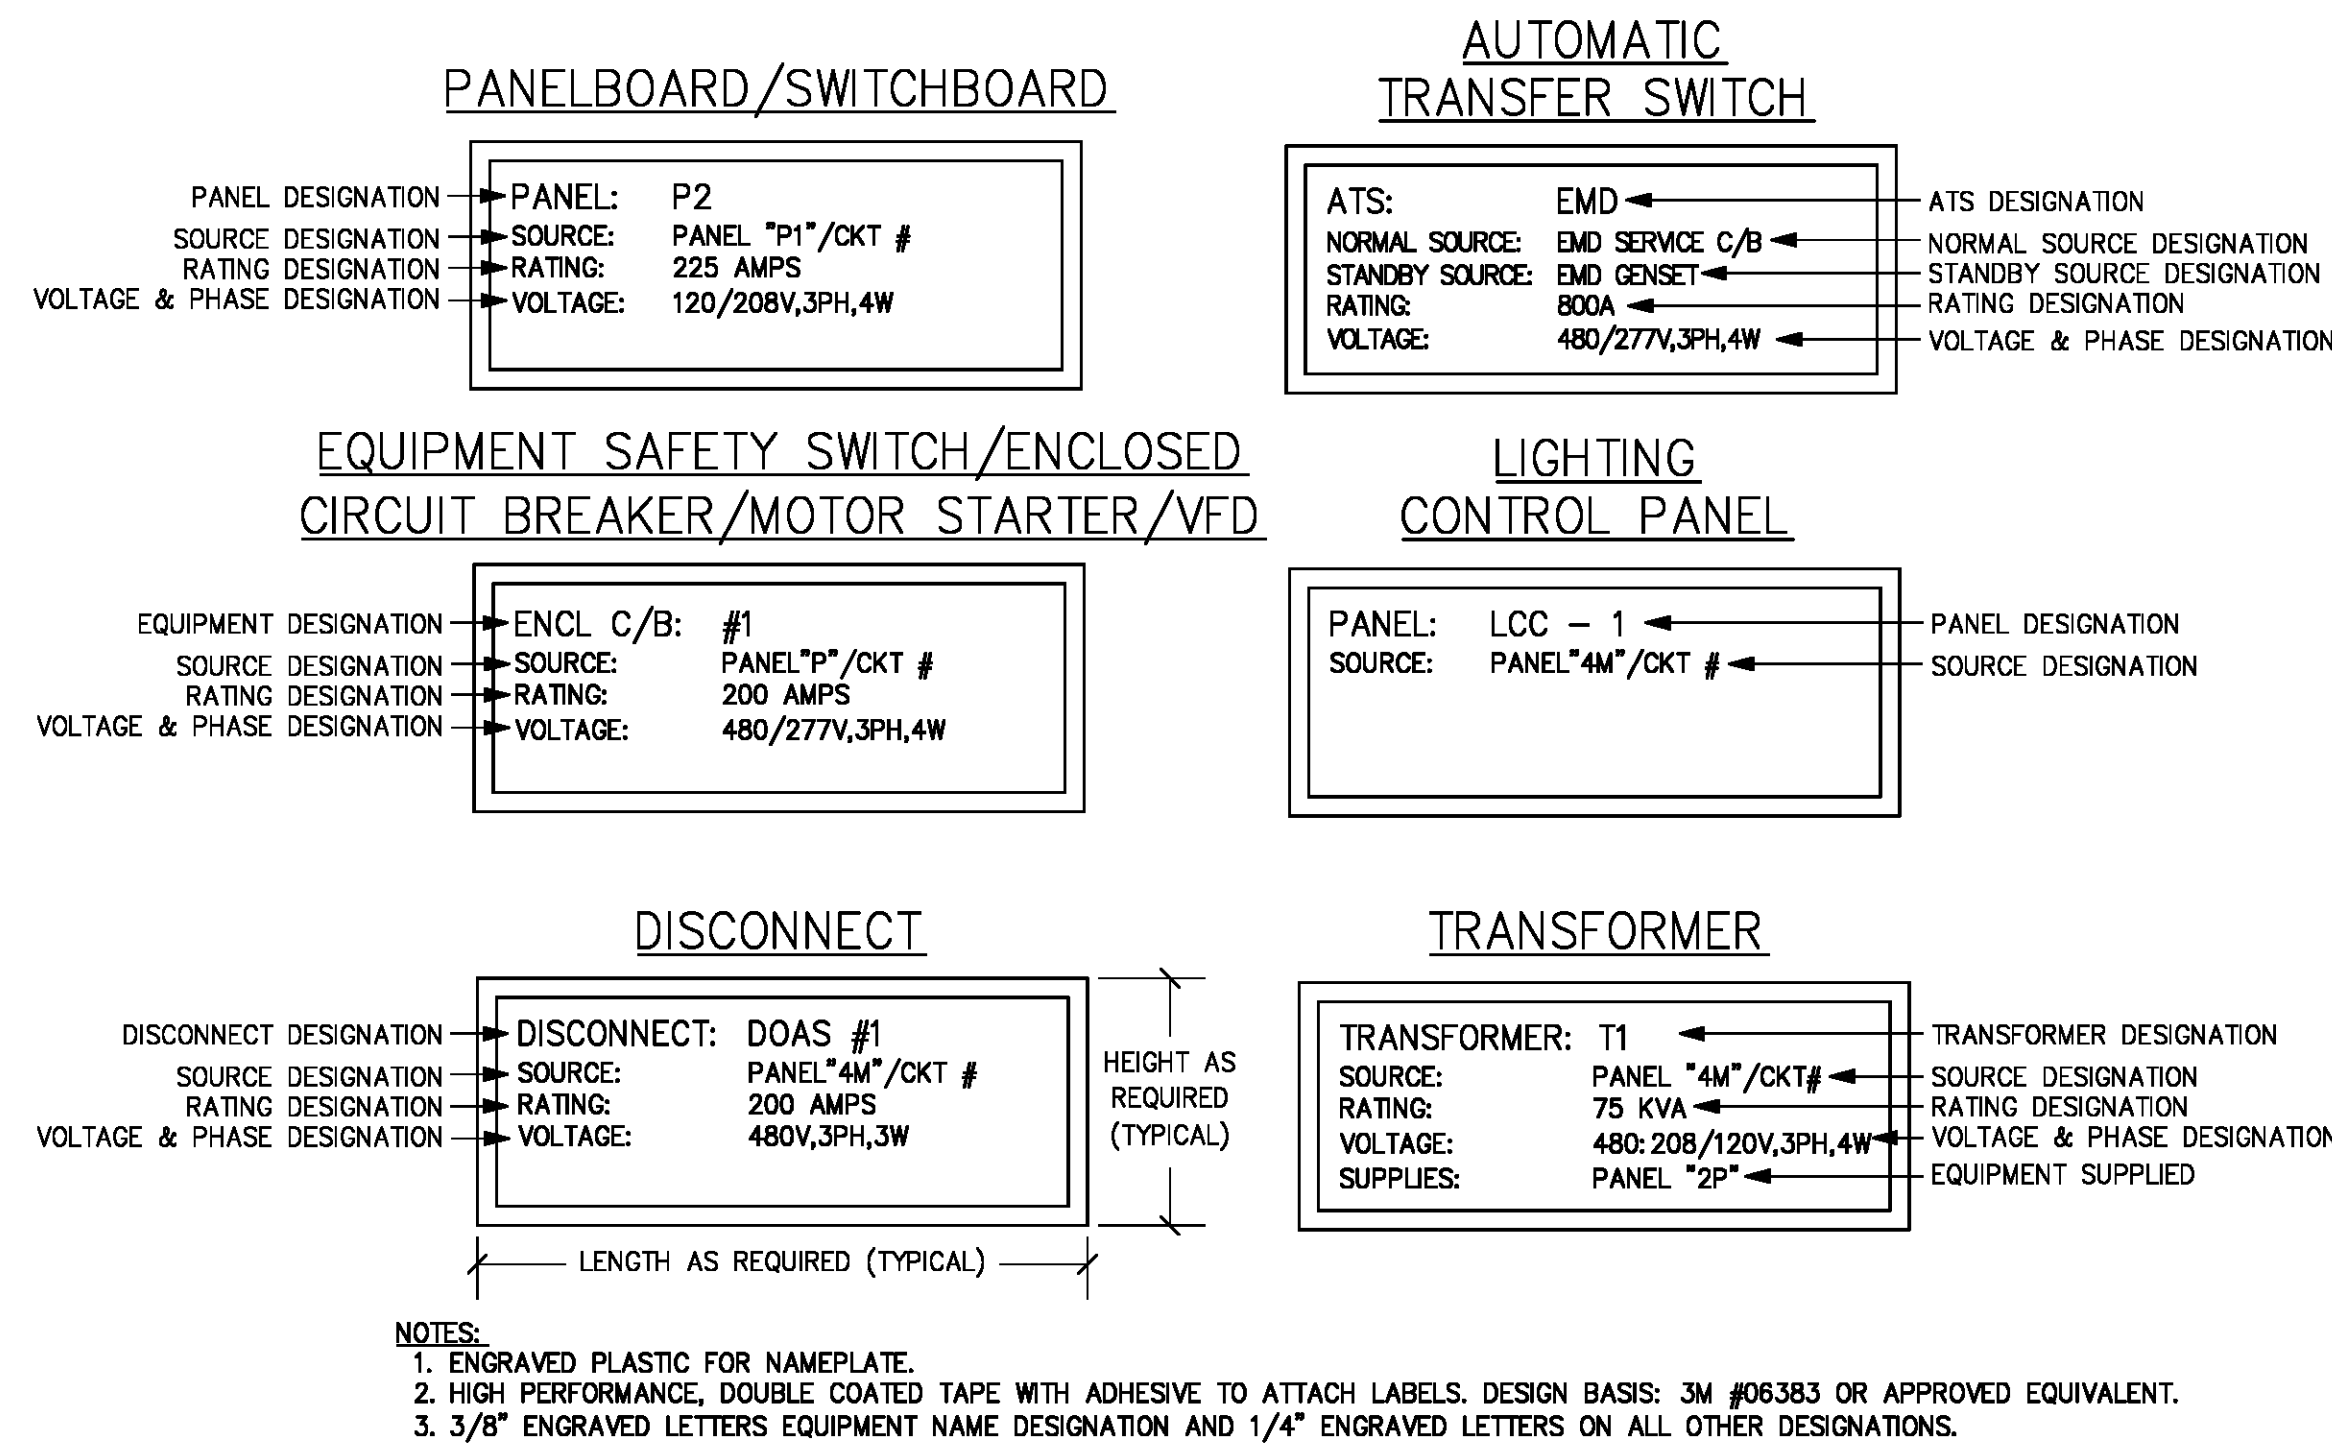 PANELBOARD/SWITCHBOARD
PANEL DESIGNATION
SOURCE DESIGNATION
RATING DESIGNATION
VOLTAGE & PHASE DESIGNATION
PANEL: P2
SOURCE: PANEL "P1"/CKT #
RATING: 225 AMPS
VOLTAGE: 120/208V,3PH,4W
AUTOMATIC
TRANSFER SWITCH
ATS: EMD
NORMAL SOURCE: EMD SERVICE C/B
STANDBY SOURCE: EMD GENSET
RATING: 800A
VOLTAGE: 480/277V,3PH,4W
ATS DESIGNATION
NORMAL SOURCE DESIGNATION
STANDBY SOURCE DESIGNATION
RATING DESIGNATION
VOLTAGE & PHASE DESIGNATION
EQUIPMENT SAFETY SWITCH/ENCLOSED
CIRCUIT BREAKER/MOTOR STARTER/VFD
EQUIPMENT DESIGNATION
SOURCE DESIGNATION
RATING DESIGNATION
VOLTAGE & PHASE DESIGNATION
ENCL C/B: #1
SOURCE: PANEL"P"/CKT #
RATING: 200 AMPS
VOLTAGE: 480/277V,3PH,4W
LIGHTING
CONTROL PANEL
PANEL: LCC - 1
SOURCE: PANEL"4M"/CKT #
PANEL DESIGNATION
SOURCE DESIGNATION
DISCONNECT
DISCONNECT DESIGNATION
SOURCE DESIGNATION
RATING DESIGNATION
VOLTAGE & PHASE DESIGNATION
DISCONNECT: DOAS #1
SOURCE: PANEL"4M"/CKT #
RATING: 200 AMPS
VOLTAGE: 480V,3PH,3W
HEIGHT AS
REQUIRED
(TYPICAL)
LENGTH AS REQUIRED (TYPICAL)
TRANSFORMER
TRANSFORMER: T1
SOURCE: PANEL "4M"/CKT#
RATING: 75 KVA
VOLTAGE: 480:208/120V,3PH,4W
SUPPLIES: PANEL "2P"
TRANSFORMER DESIGNATION
SOURCE DESIGNATION
RATING DESIGNATION
VOLTAGE & PHASE DESIGNATION
EQUIPMENT SUPPLIED
NOTES:
1. ENGRAVED PLASTIC FOR NAMEPLATE.
2. HIGH PERFORMANCE, DOUBLE COATED TAPE WITH ADHESIVE TO ATTACH LABELS. DESIGN BASIS: 3M #06383 OR APPROVED EQUIVALENT.
3. 3/8" ENGRAVED LETTERS EQUIPMENT NAME DESIGNATION AND 1/4" ENGRAVED LETTERS ON ALL OTHER DESIGNATIONS.